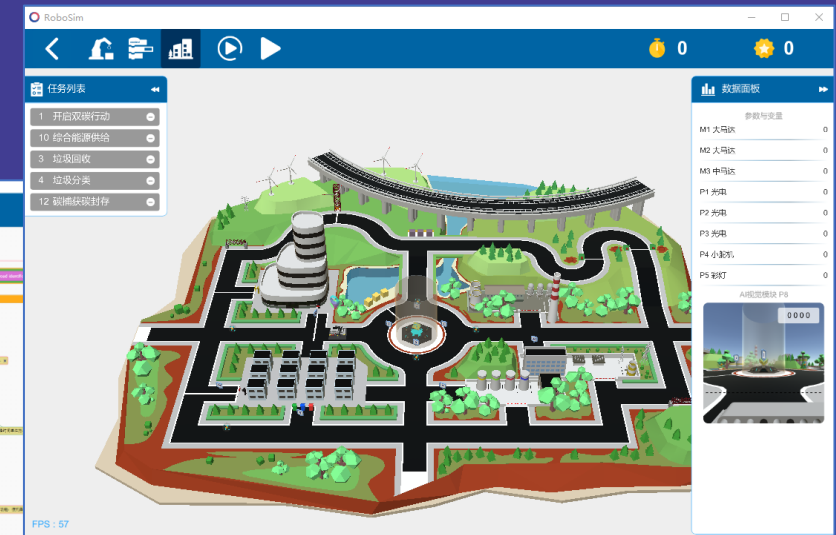 RoboSim
0
0
任务列表
1 开启双碳行动
10 综合能源供给
3 垃圾回收
4 垃圾分类
12 碳捕获碳封存
数据面板
参数与变量
M1 大马达 0
M2 大马达 0
M3 中马达 0
P1 光电 0
P2 光电 0
P3 光电 0
P4 小舵机 0
P5 彩灯 0
AI视觉模块 P8
0000
FPS : 57